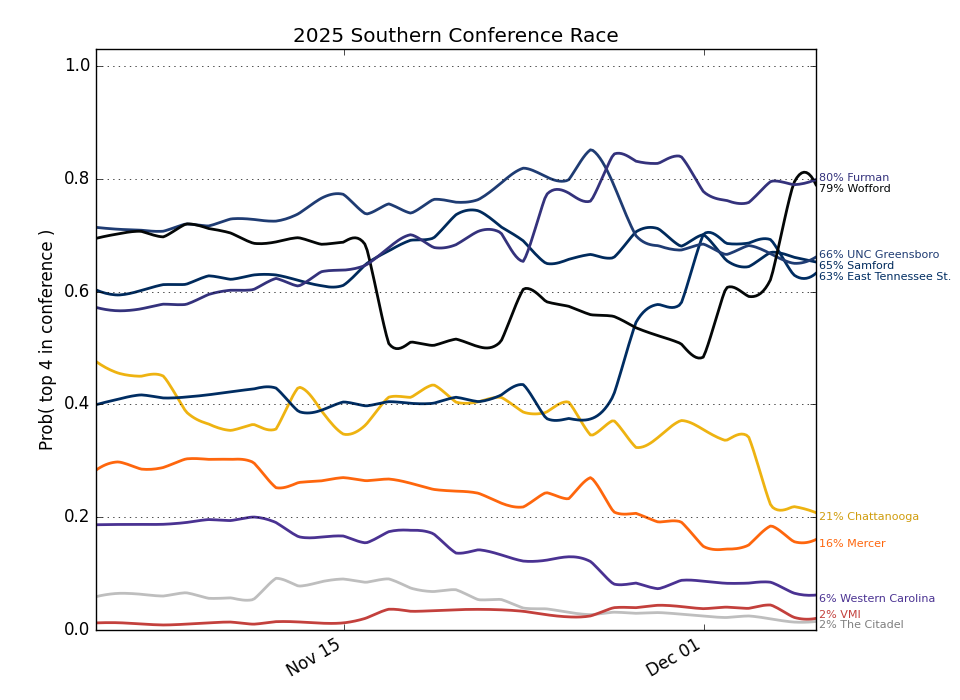 2025 Southern Conference Race
Prob( top 4 in conference )
1.0
0.8
0.6
0.4
0.2
0.0
Nov 15
Dec 01
80% Furman
79% Wofford
66% UNC Greensboro
65% Samford
63% East Tennessee St.
21% Chattanooga
16% Mercer
6% Western Carolina
2% VMI
2% The Citadel